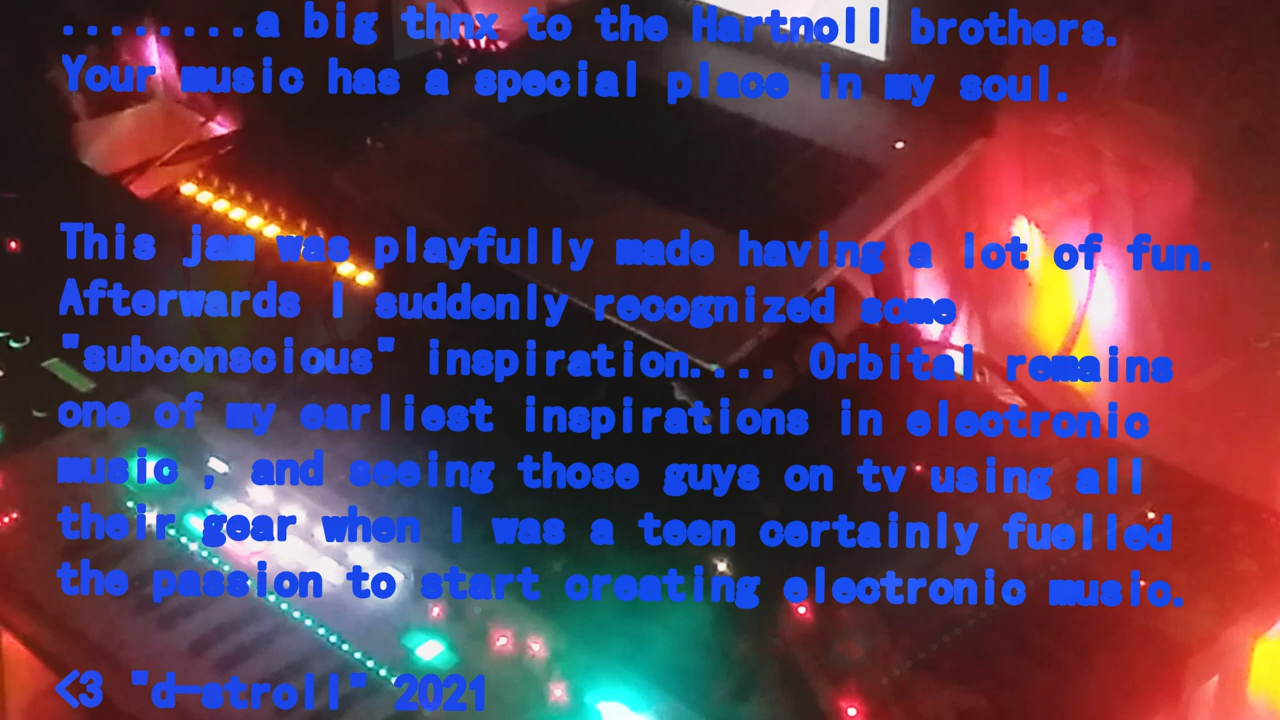 ........a big thnx to the Hartnoll brothers.
Your music has a special place in my soul.
This jam was playfully made having a lot of fun.
Afterwards I suddenly recognized some
"subconscious" inspiration.... Orbital remains
one of my earliest inspirations in electronic
music , and seeing those guys on tv using all
their gear when I was a teen certainly fuelled
the passion to start creating electronic music.
<3 "d-stroll" 2021